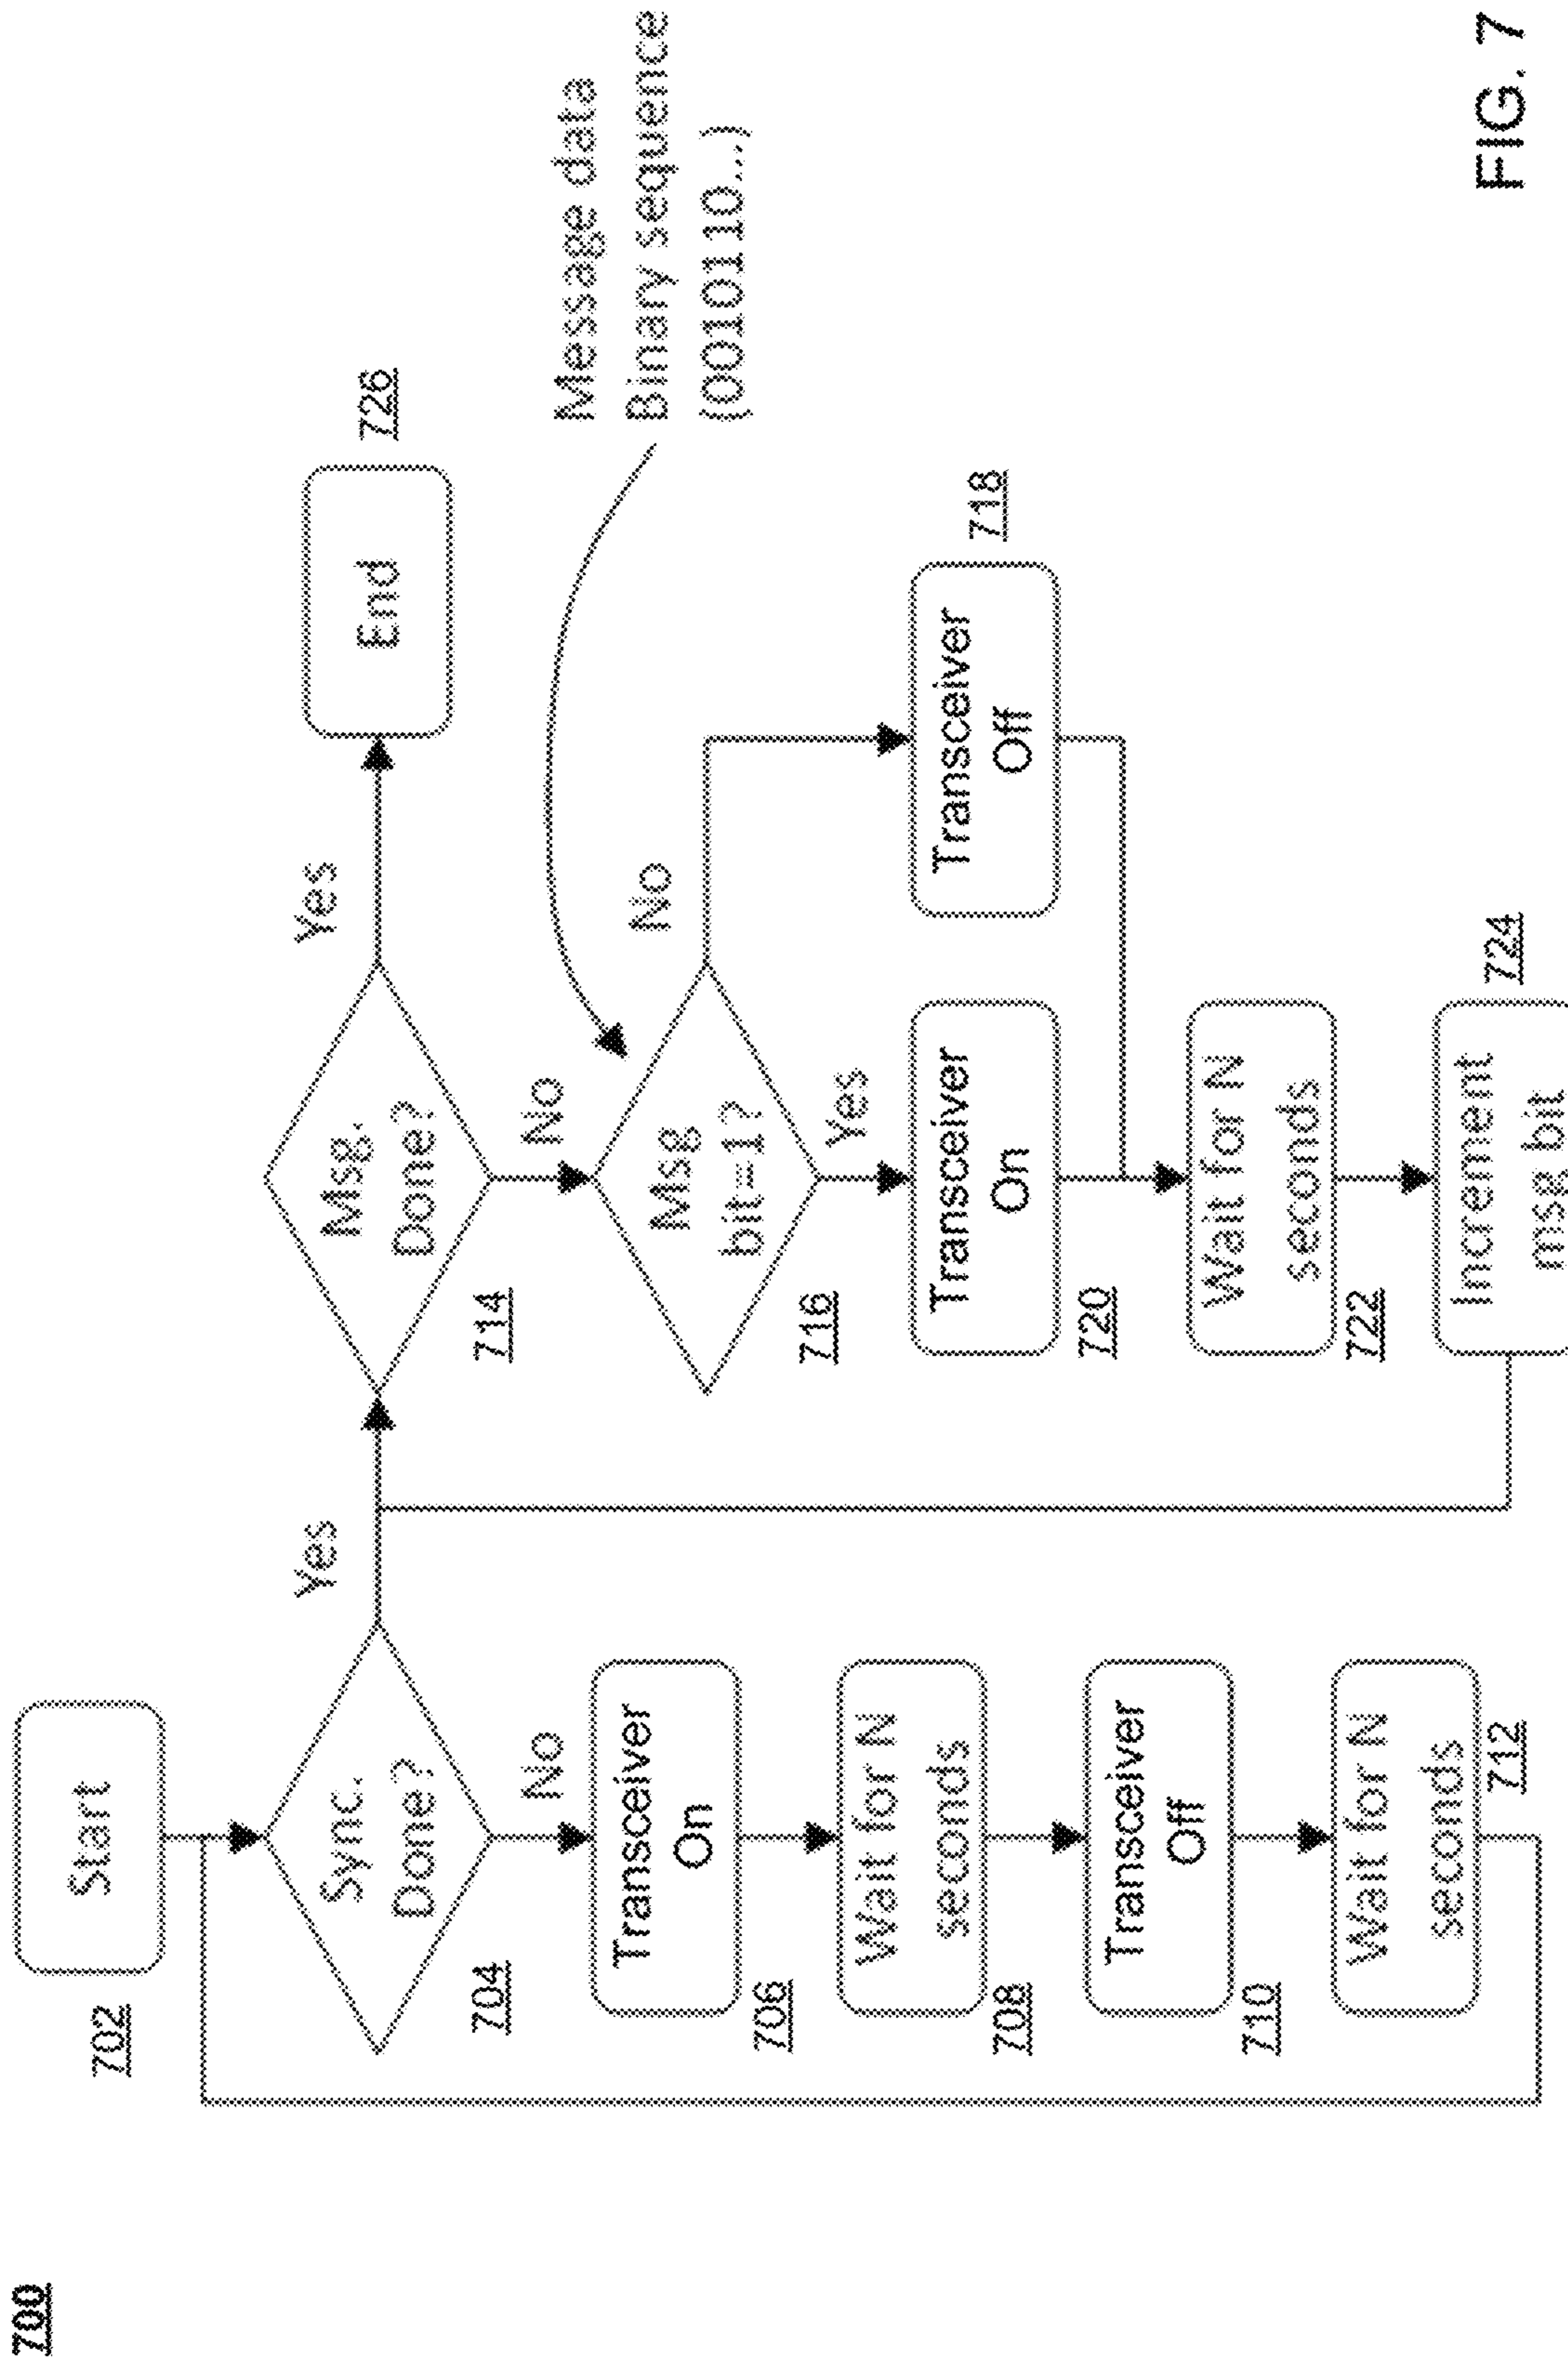 700
702
Start
Sync.
Done?
704
Yes
No
Transceiver
On
706
Wait for N
seconds
708
Transceiver
Off
710
Wait for N
seconds
712
Msg.
Done?
714
Yes
End
726
No
Message data
Binary sequence
(0010110...)
Msg
bit=1?
716
No
Yes
Transceiver
On
720
Transceiver
Off
718
Wait for N
seconds
722
Increment
msg bit
724
FIG. 7